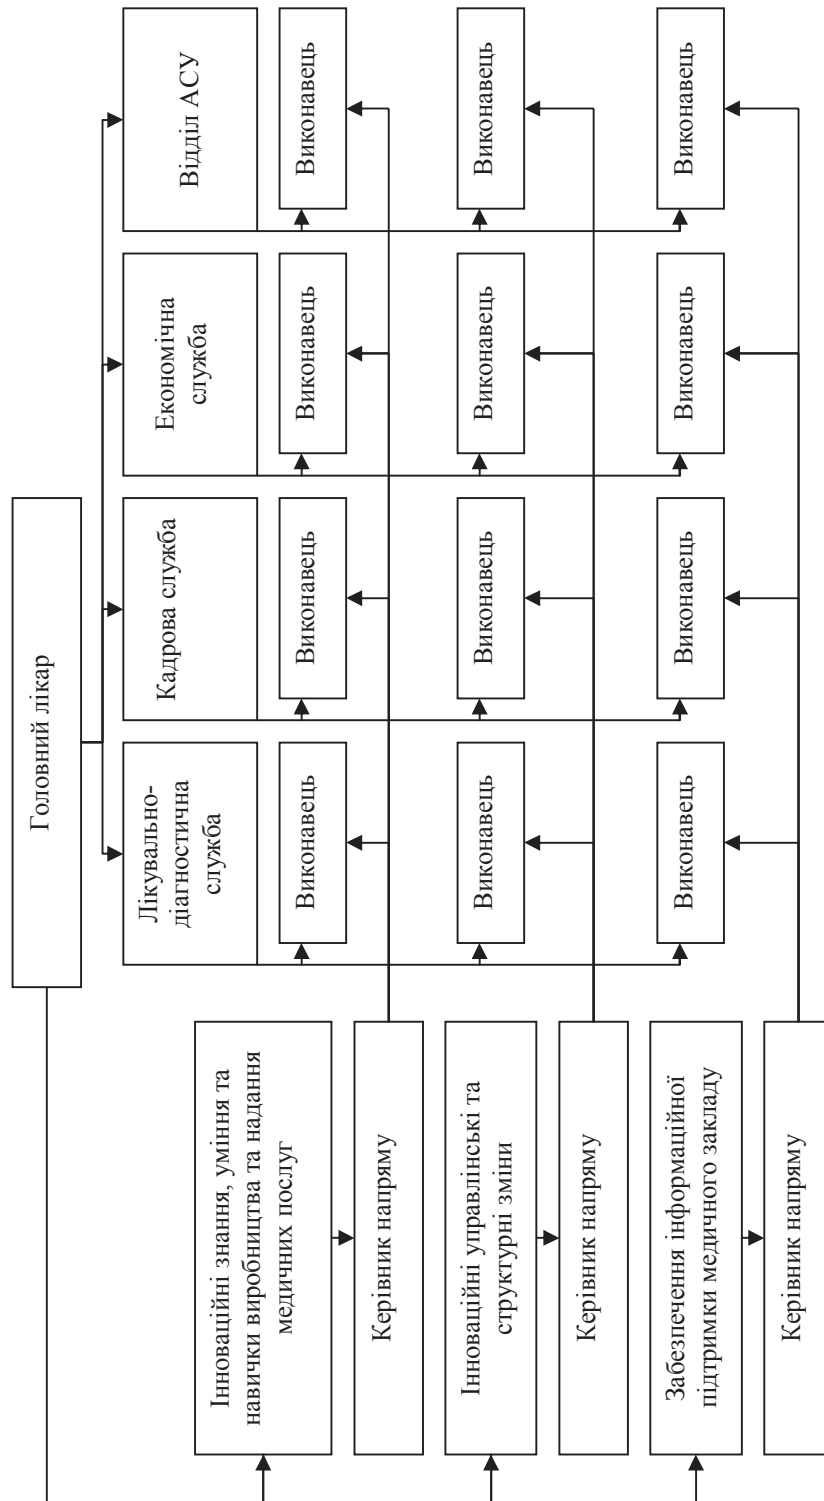 Головний лікар
Лікувально-
діагностична
служба
Кадрова служба
Економічна
служба
Відділ АСУ
Інноваційні знання, уміння та
навички виробництва та надання
медичних послуг
Керівник напряму
Виконавець
Виконавець
Виконавець
Виконавець
Інноваційні управлінські та
структурні зміни
Керівник напряму
Виконавець
Виконавець
Виконавець
Виконавець
Забезпечення інформаційної
підтримки медичного закладу
Керівник напряму
Виконавець
Виконавець
Виконавець
Виконавець